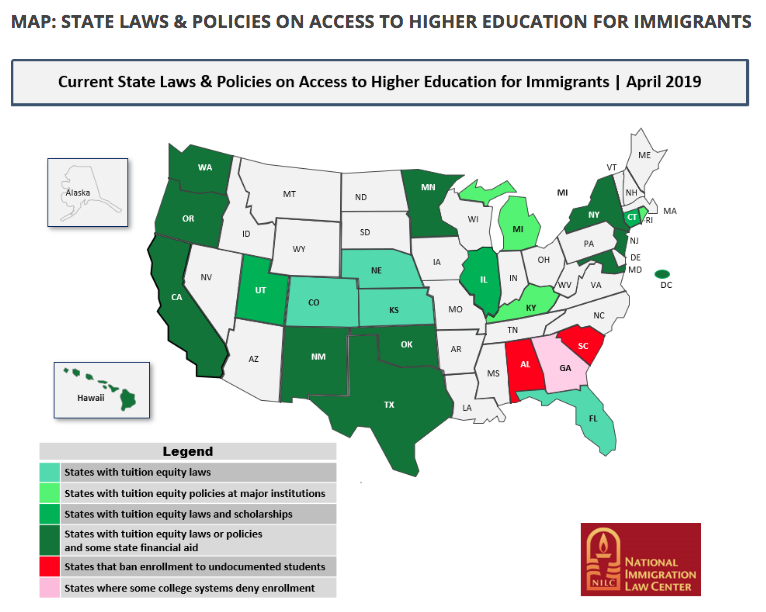 MAP: STATE LAWS & POLICIES ON ACCESS TO HIGHER EDUCATION FOR IMMIGRANTS
Current State Laws & Policies on Access to Higher Education for Immigrants | April 2019
WA
MT
ND
MN
OR
ID
WY
SD
WI
MI
MI
VT
ME
NH
NY
MA
CT
RI
Alaska
NV
UT
CO
NE
KS
IA
IL
IN
OH
PA
NJ
DE
MD
DC
WV
VA
CA
AZ
NM
OK
TX
MO
KY
TN
NC
AR
MS
AL
GA
SC
LA
FL
Hawaii
Legend
States with tuition equity laws
States with tuition equity policies at major institutions
States with tuition equity laws and scholarships
States with tuition equity laws or policies
and some state financial aid
States that ban enrollment to undocumented students
States where some college systems deny enrollment
NILC
NATIONAL
IMMIGRATION
LAW CENTER